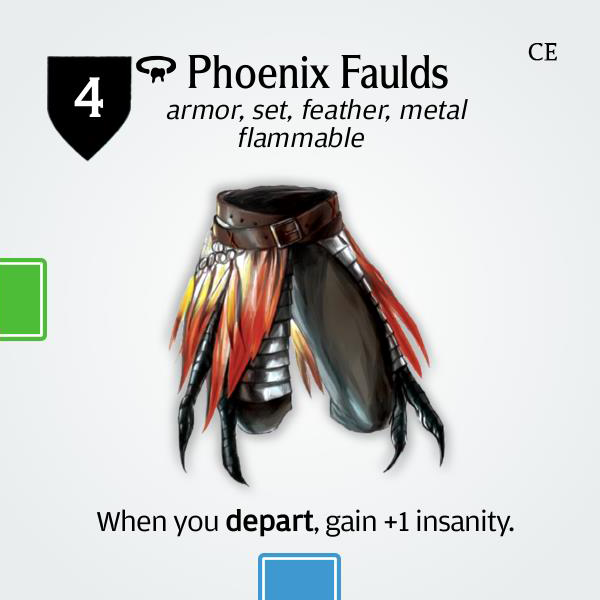 CE
4
Phoenix Faulds
armor, set, feather, metal
flammable
When you depart, gain +1 insanity.